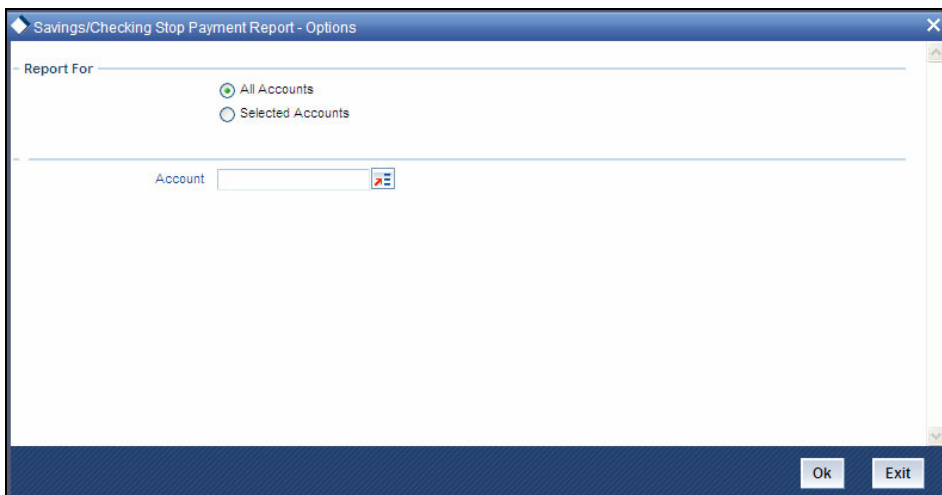 Savings/Checking Stop Payment Report - Options
Report For
All Accounts
Selected Accounts
Account
Ok Exit